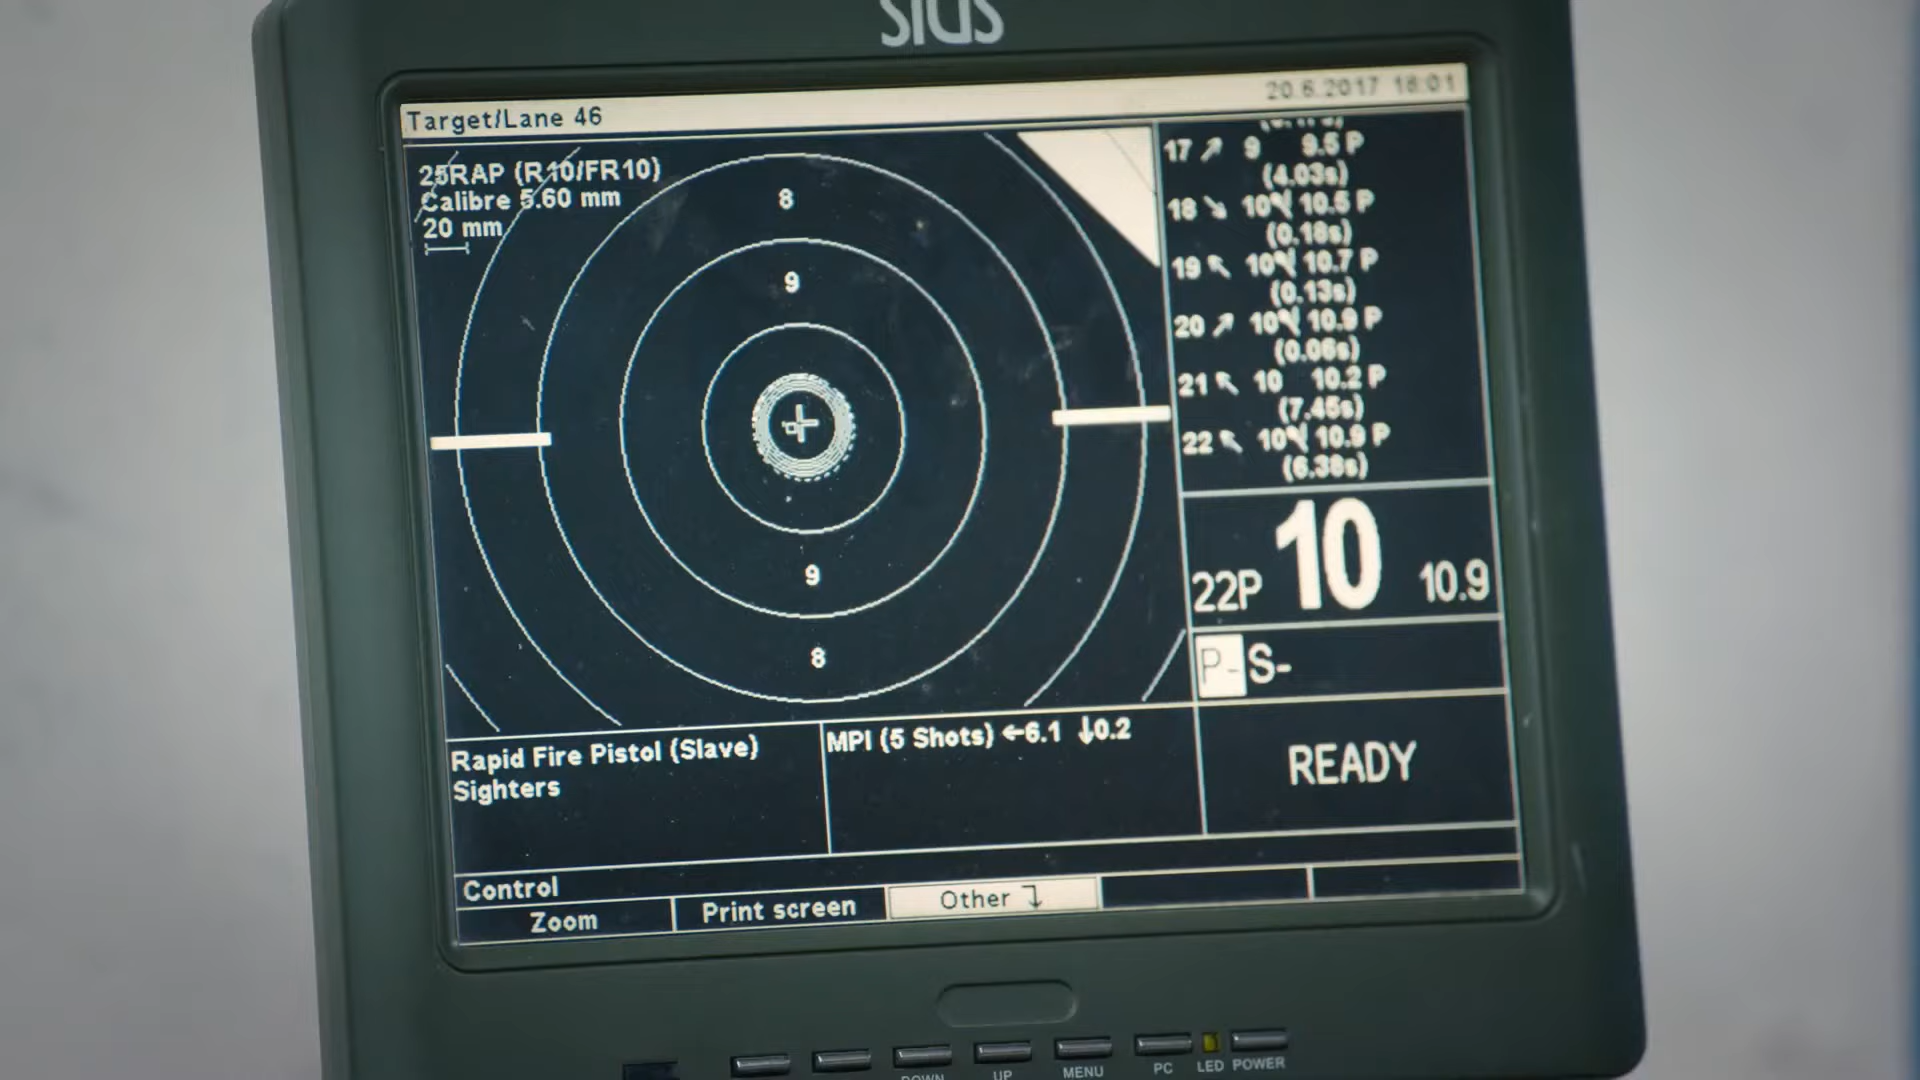 SIUS
Target/Lane 46
20.6.2017 18:01
25RAP (R10/FR10)
Calibre 5.60 mm
20 mm
8
9
9
8
17 9 9.5 P
(4.03s)
18 10 10.5 P
(0.18s)
19 10 10.7 P
(0.13s)
20 10 10.9 P
(0.06s)
21 10 10.2 P
(7.45s)
22 10 10.9 P
(6.38s)
22P 10 10.9
P- S-
Rapid Fire Pistol (Slave)
Sighters
MPI (5 Shots) ←6.1 ↓0.2
READY
Control
Zoom
Print screen
Other
DOWN UP MENU PC LED POWER